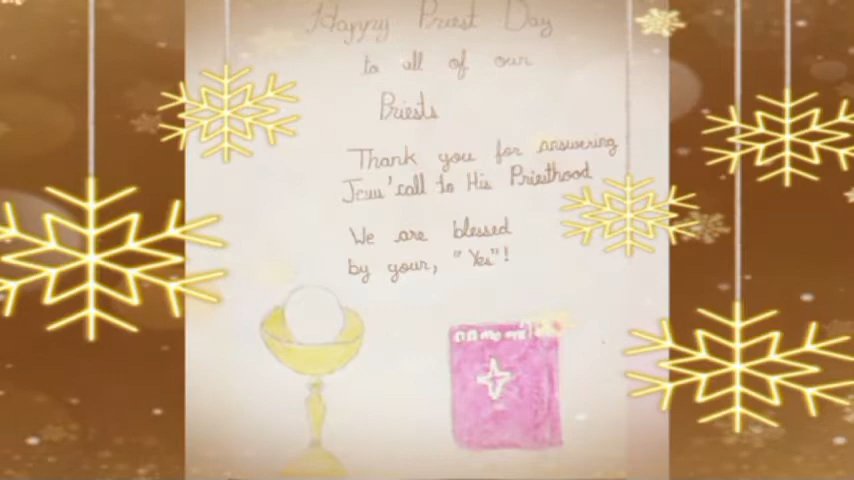 Happy Priest Day
to all of our
Priests
Thank you for answering
Jesus' call to His Priesthood
We are blessed
by your, "Yes"!